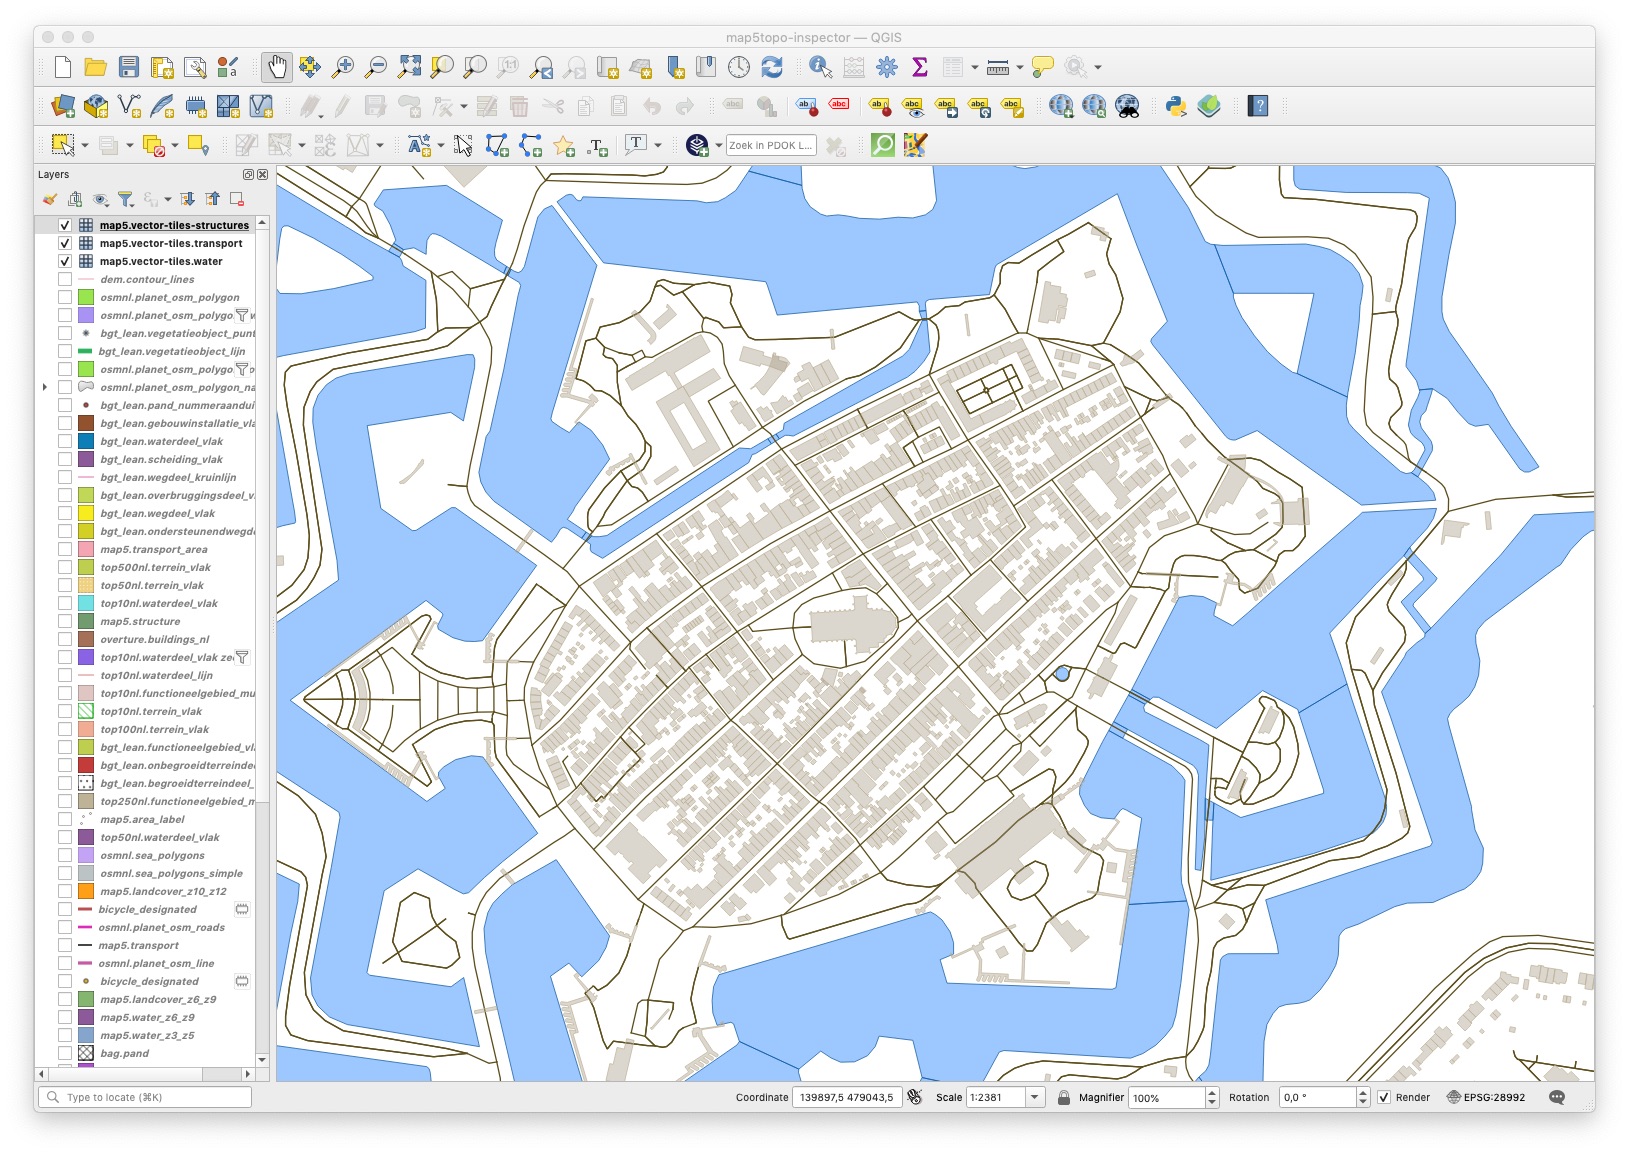 map5topo-inspector — QGIS
Zoek in PDOK L...
Layers
map5.vector-tiles-structures
map5.vector-tiles.transport
map5.vector-tiles.water
dem.contour_lines
osmnl.planet_osm_polygon
osmnl.planet_osm_polygo
bgt_lean.vegetatieobject_punt
bgt_lean.vegetatieobject_lijn
osmnl.planet_osm_polygo
osmnl.planet_osm_polygon_na
bgt_lean.pand_nummeraandui
bgt_lean.gebouwinstallatie_vla
bgt_lean.waterdeel_vlak
bgt_lean.scheiding_vlak
bgt_lean.wegdeel_kruinlijn
bgt_lean.overbruggingsdeel_v
bgt_lean.wegdeel_vlak
bgt_lean.ondersteunendwegd
map5.transport_area
top500nl.terrein_vlak
top50nl.terrein_vlak
top10nl.waterdeel_vlak
map5.structure
overture.buildings_nl
top10nl.waterdeel_vlak ze
top10nl.waterdeel_lijn
top10nl.functioneelgebied_mu
top10nl.terrein_vlak
top100nl.terrein_vlak
bgt_lean.functioneelgebied_vl
bgt_lean.onbegroeidterreinde
bgt_lean.begroeidterreindeel_
top250nl.functioneelgebied_m
map5.area_label
top50nl.waterdeel_vlak
osmnl.sea_polygons
osmnl.sea_polygons_simple
map5.landcover_z10_z12
bicycle_designated
osmnl.planet_osm_roads
map5.transport
osmnl.planet_osm_line
bicycle_designated
map5.landcover_z6_z9
map5.water_z6_z9
map5.water_z3_z5
bag.pand
Type to locate (⌘K)
Coordinate 139897,5 479043,5 Scale 1:2381 Magnifier 100% Rotation 0,0 ° Render EPSG:28992